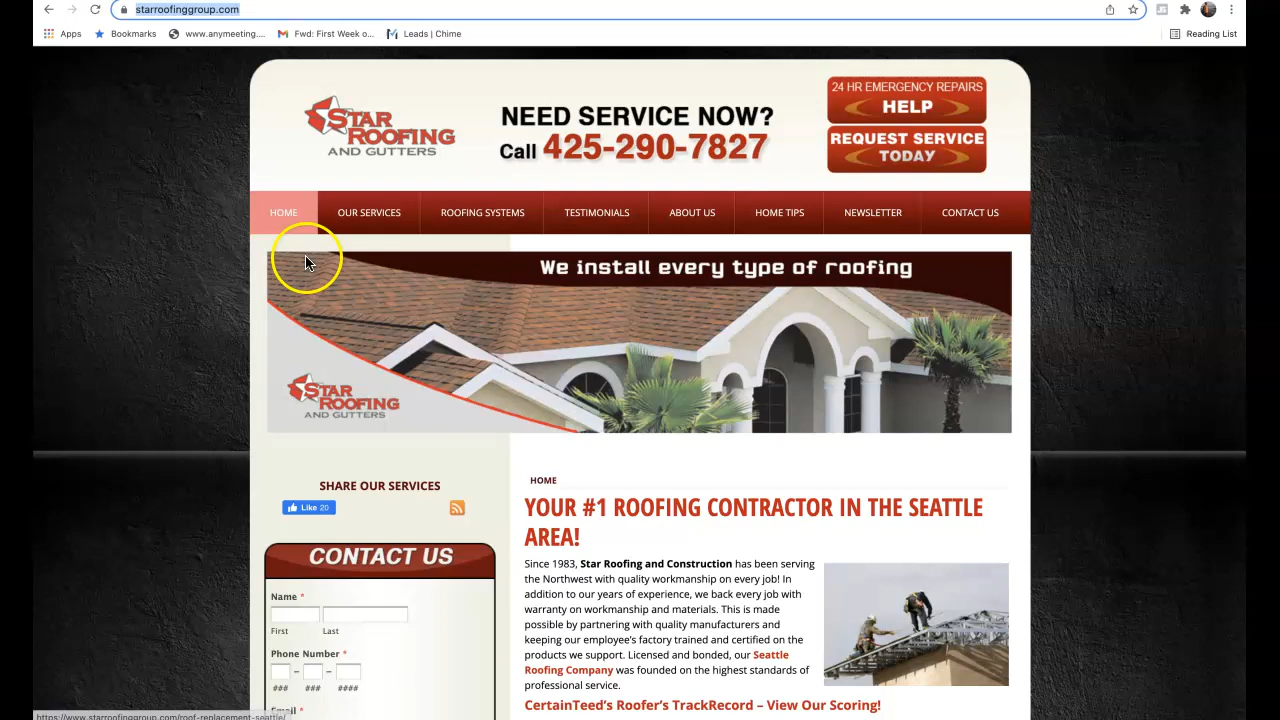 starroofinggroup.com
Apps
Bookmarks
www.anymeeting....
Fwd: First Week o...
Leads | Chime
Reading List
STAR
ROOFING
AND GUTTERS
NEED SERVICE NOW?
Call 425-290-7827
24 HR EMERGENCY REPAIRS
HELP
REQUEST SERVICE
TODAY
HOME
OUR SERVICES
ROOFING SYSTEMS
TESTIMONIALS
ABOUT US
HOME TIPS
NEWSLETTER
CONTACT US
We install every type of roofing
STAR
ROOFING
AND GUTTERS
SHARE OUR SERVICES
Like 20
CONTACT US
Name *
First
Last
Phone Number *
– –
### ### ####
Email *
HOME
YOUR #1 ROOFING CONTRACTOR IN THE SEATTLE
AREA!
Since 1983, Star Roofing and Construction has been serving
the Northwest with quality workmanship on every job! In
addition to our years of experience, we back every job with
warranty on workmanship and materials. This is made
possible by partnering with quality manufacturers and
keeping our employee's factory trained and certified on the
products we support. Licensed and bonded, our Seattle
Roofing Company was founded on the highest standards of
professional service.
CertainTeed's Roofer's TrackRecord – View Our Scoring!
https://www.starroofinggroup.com/roof-replacement-seattle/